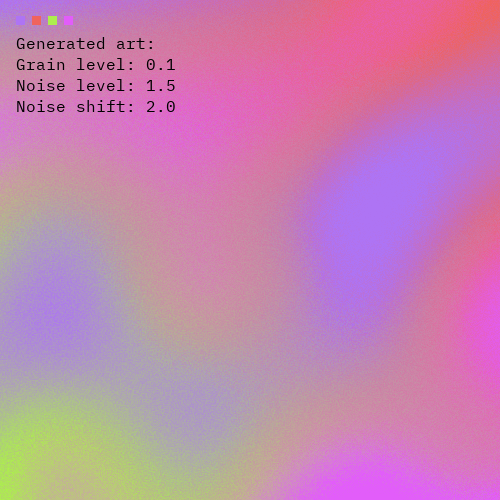 Generated art:
Grain level: 0.1
Noise level: 1.5
Noise shift: 2.0